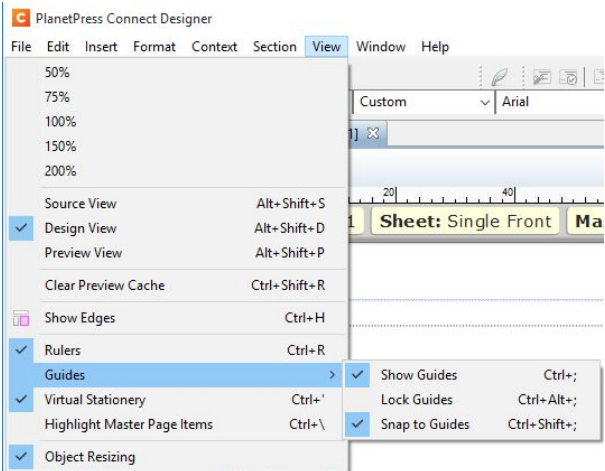 PlanetPress Connect Designer
File Edit Insert Format Context Section View Window Help
50%
75%
100%
150%
200%
Source View Alt+Shift+S
Design View Alt+Shift+D
Preview View Alt+Shift+P
Clear Preview Cache Ctrl+Shift+R
Show Edges Ctrl+H
Rulers Ctrl+R
Guides
Virtual Stationery Ctrl+'
Highlight Master Page Items Ctrl+\
Object Resizing
Show Guides Ctrl+;
Lock Guides Ctrl+Alt+;
Snap to Guides Ctrl+Shift+;
Custom Arial
1]
20 40
1 Sheet: Single Front Ma